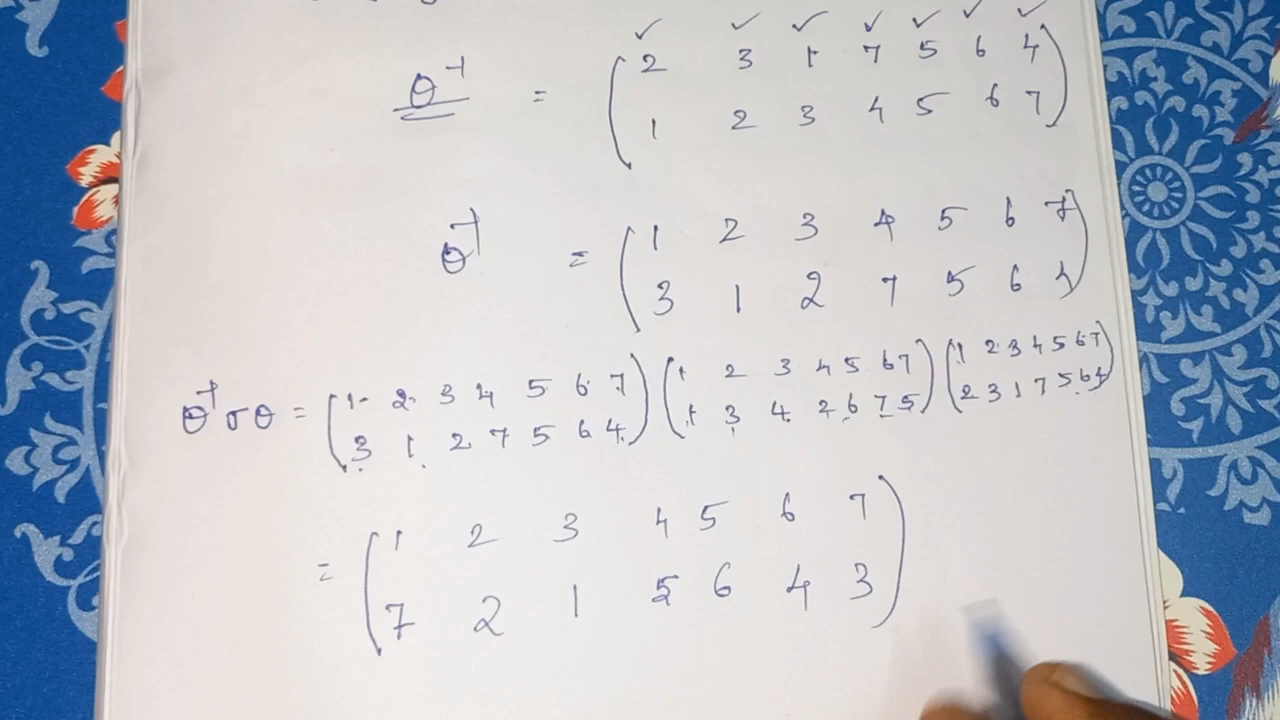 ✓ ✓ ✓ ✓ ✓ ✓ ✓
θ⁻¹ = ( 2 3 1 7 5 6 4 )
( 1 2 3 4 5 6 7 )
θ⁻¹ = ( 1 2 3 4 5 6 7 )
( 3 1 2 7 5 6 4 )
θ⁻¹ σ θ = ( 1 2 3 4 5 6 7 ) ( 1 2 3 4 5 6 7 ) ( 1 2 3 4 5 6 7 )
( 3 1 2 7 5 6 4 ) ( 1 3 4 2 6 7 5 ) ( 2 3 1 7 5 6 4 )
= ( 1 2 3 4 5 6 7 )
( 7 2 1 5 6 4 3 )